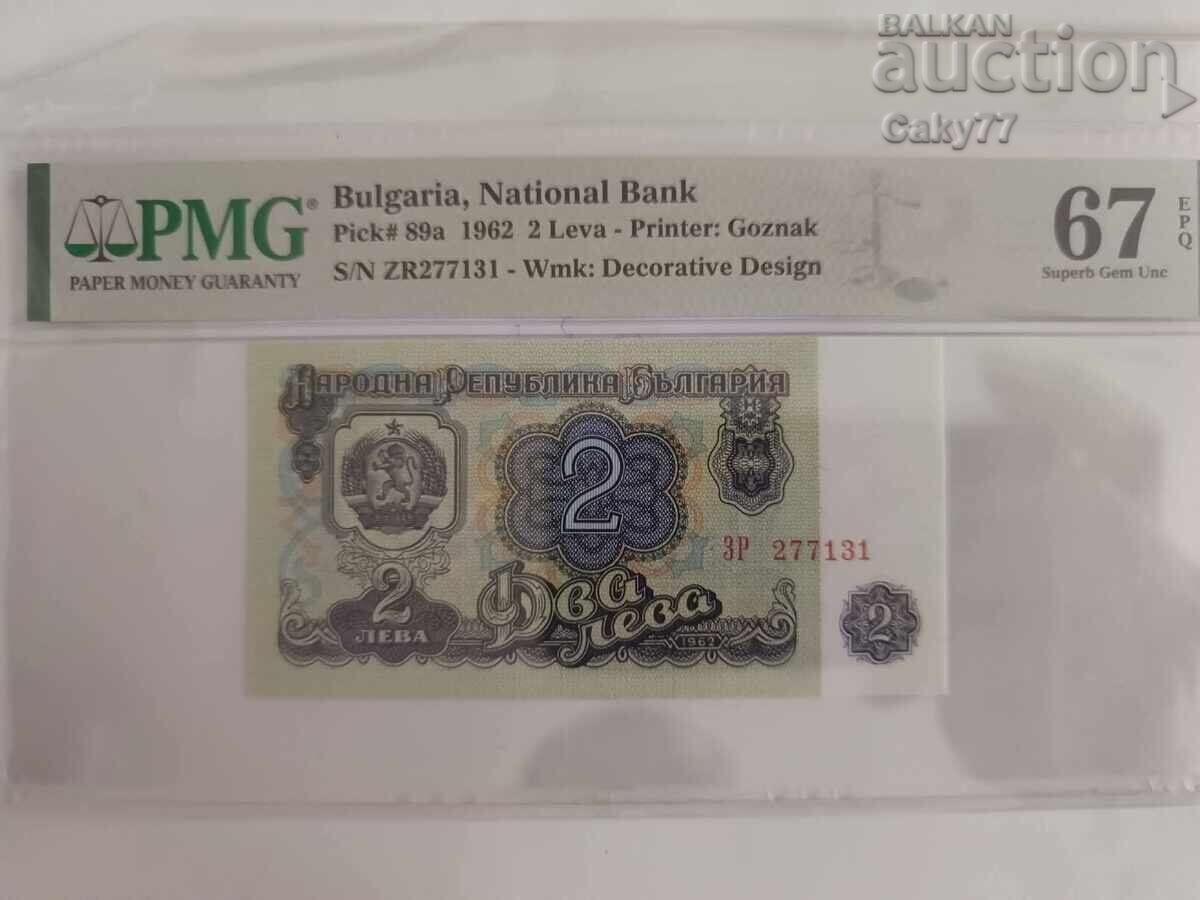 BALKAN
auction
Caky77
PMG®
PAPER MONEY GUARANTY
Bulgaria, National Bank
Pick# 89a 1962 2 Leva - Printer: Goznak
S/N ZR277131 - Wmk: Decorative Design
67
EPQ
Superb Gem Unc
НАРОДНА РЕПУБЛИКА БЪЛГАРИЯ
2
ЗР 277131
2
ЛЕВА
Два
лева
1962
2